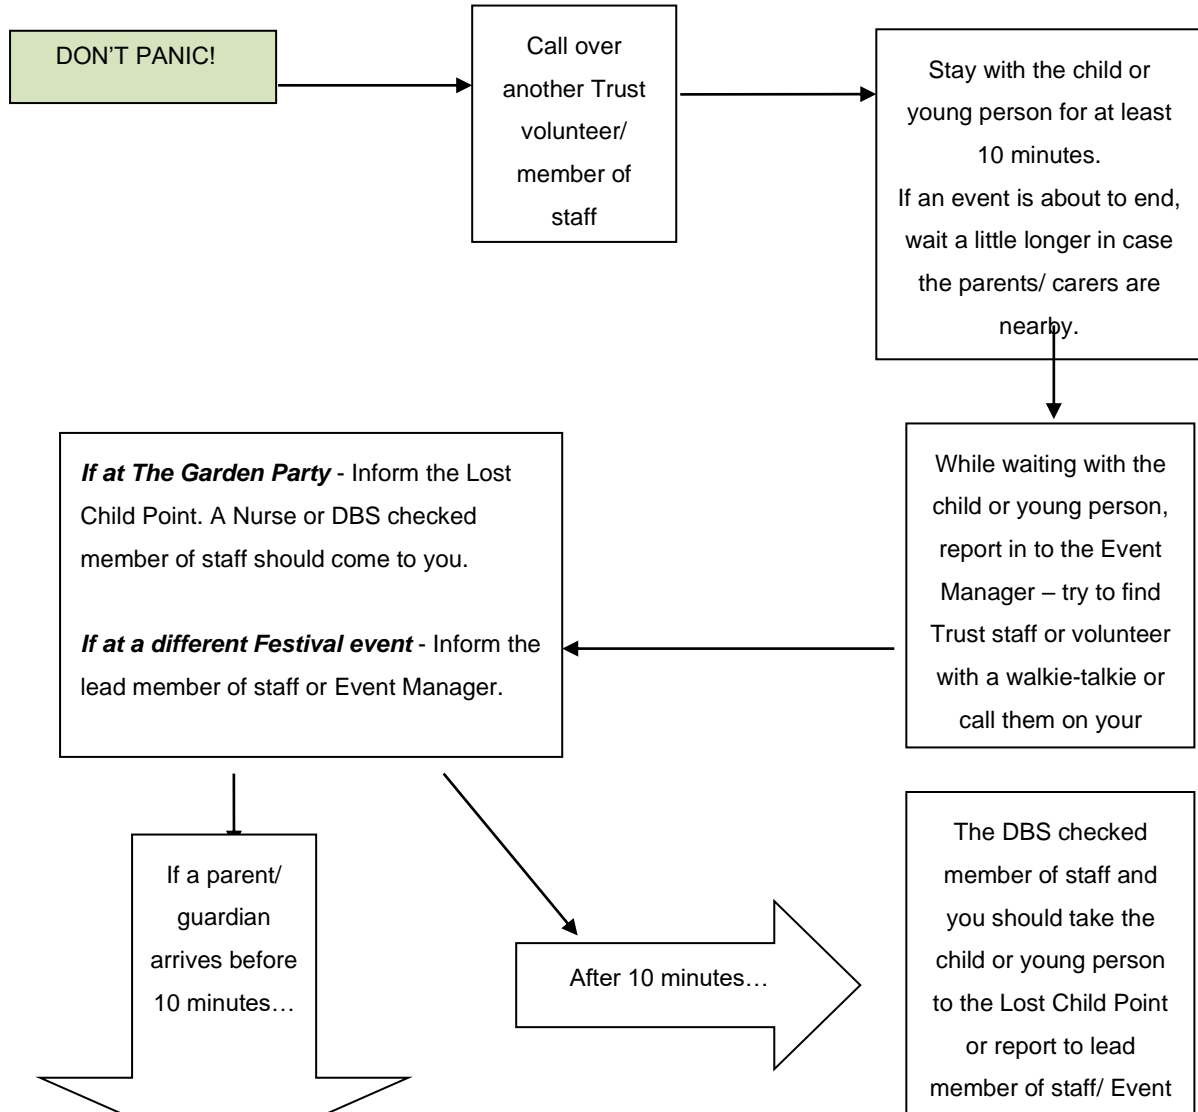 DON’T PANIC!
Call over
another Trust
volunteer/
member of
staff
Stay with the child or
young person for at least
10 minutes.
If an event is about to end,
wait a little longer in case
the parents/ carers are
nearby.
While waiting with the
child or young person,
report in to the Event
Manager – try to find
Trust staff or volunteer
with a walkie-talkie or
call them on your
If at The Garden Party - Inform the Lost
Child Point. A Nurse or DBS checked
member of staff should come to you.
If at a different Festival event - Inform the
lead member of staff or Event Manager.
If a parent/
guardian
arrives before
10 minutes…
After 10 minutes…
The DBS checked
member of staff and
you should take the
child or young person
to the Lost Child Point
or report to lead
member of staff/ Event